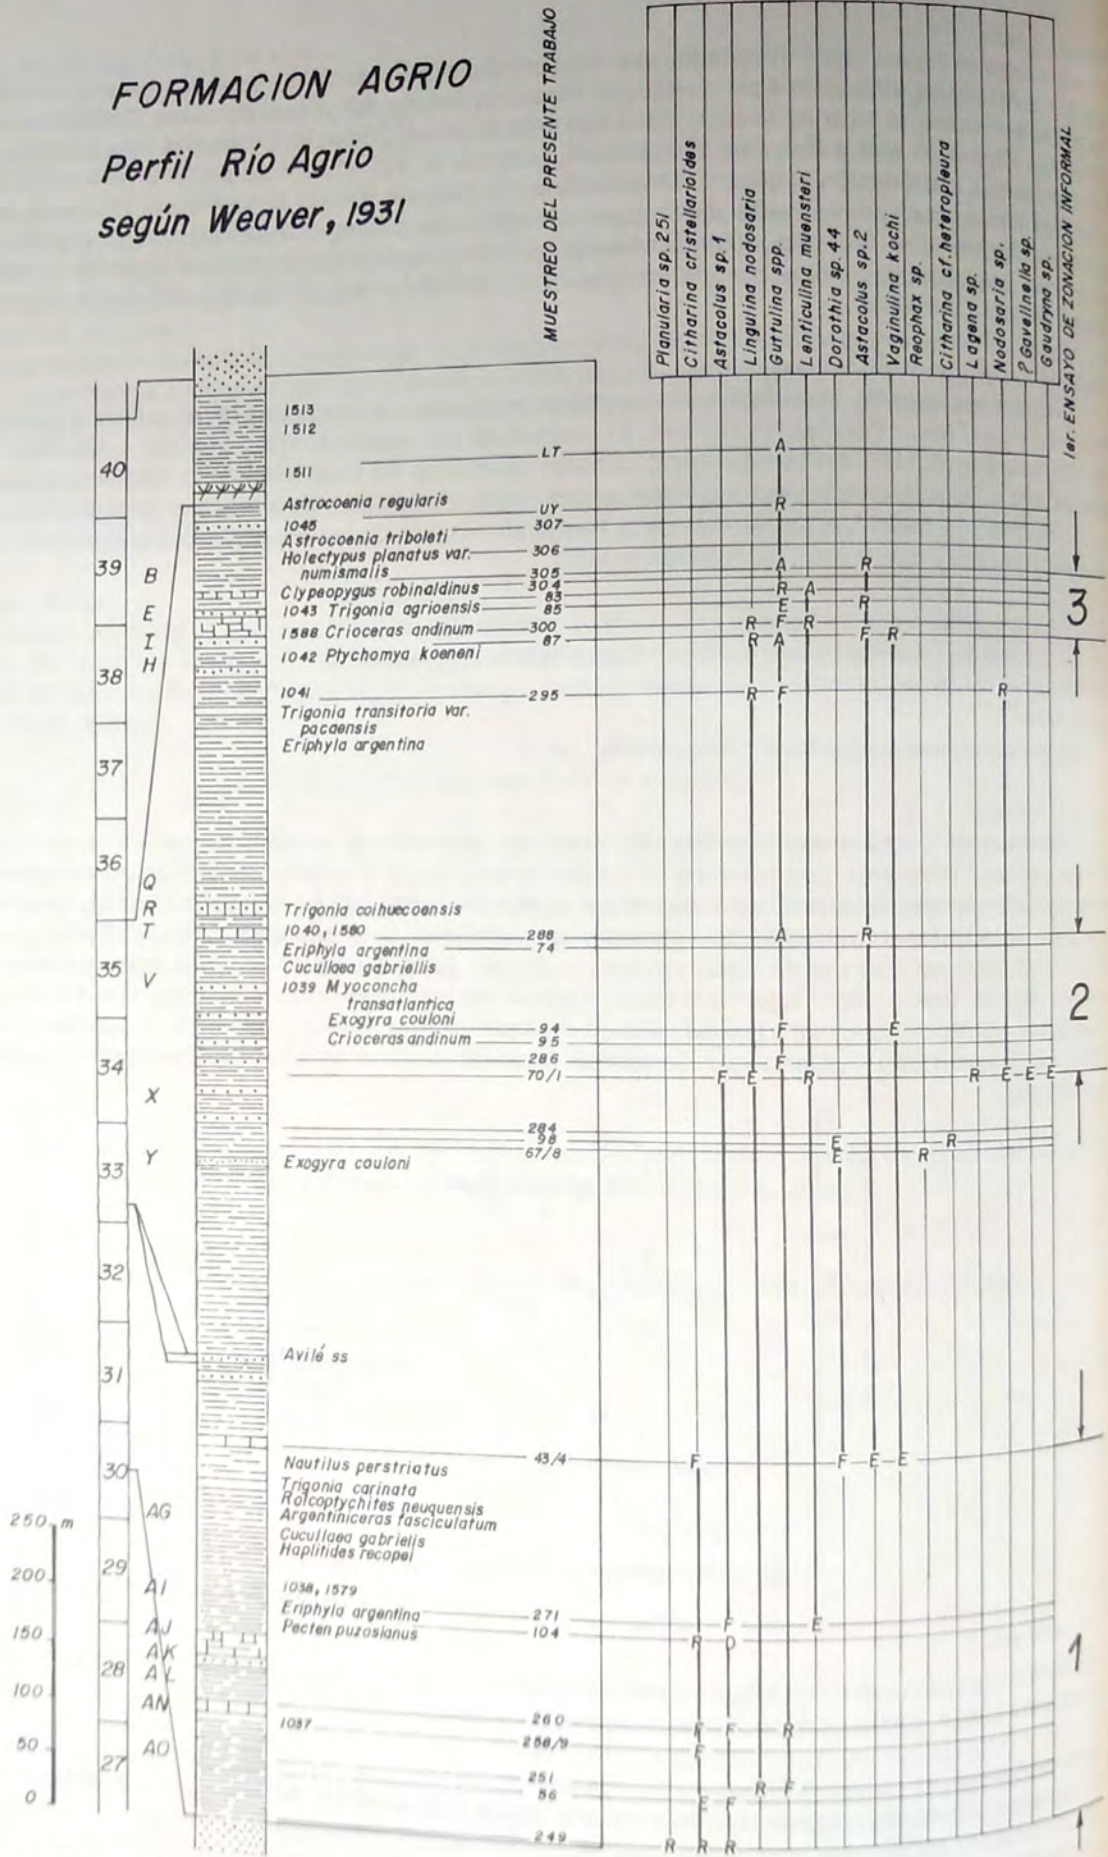 FORMACION AGRIO
Perfil Río Agrio
según Weaver, 1931
MUESTREO DEL PRESENTE TRABAJO
Planularia sp. 251
Citharina cristellarioides
Astacolus sp. 1
Lingulina nodosaria
Guttulina spp.
Lenticulina muensteri
Dorothia sp. 44
Astacolus sp. 2
Vaginulina kochi
Reophax sp.
Citharina cf. heteropleura
Lagena sp.
Nodosaria sp.
? Gavelinella sp.
Gaudryna sp.
1er. ENSAYO DE ZONACION INFORMAL
1513
1512
LT A
40
1511
Astrocoenia regularis UY R
1045 307
Astrocoenia triboleti
Holectypus planatus var. 306
39 B
numismalis 305 A R
Clypeopygus robinaldinus 304 R A
83
E
1043 Trigonia agrioensis 85 E R
3
I
1588 Crioceras andinum 300 R F R
87 R A F R
H
1042 Ptychomya koeneni
38
1041 295 R F R
Trigonia transitoria var.
pacaensis
Eriphyla argentina
37
36
Q
R Trigonia coihuecoensis
T 1040, 1580 288 A R
Eriphyla argentina 74
35 Cucullaea gabriellis
V
1039 Myoconcha
transatlantica
2
Exogyra couloni 94 F E
Crioceras andinum 95
286 F
34
70/1 F E R R E E E
X
284
98 E R
67/8 E R
33 Y Exogyra couloni
32
Avilé ss
31
43/4 F F E E
30 Nautilus perstriatus
Trigonia carinata
AG Rolcoptychites neuquensis
Argentiniceras fasciculatum
250 m
Cucullaea gabrielis
Haplitides recopei
29
200
AI 1038, 1579
Eriphyla argentina 271 F E
AJ Pecten puzosianus 104 R D
150
AK
1
28 AL
100
AN
260 R F R
1037
258/9 F
50
AO
27
251 R F
56 E F
0
249 R R R